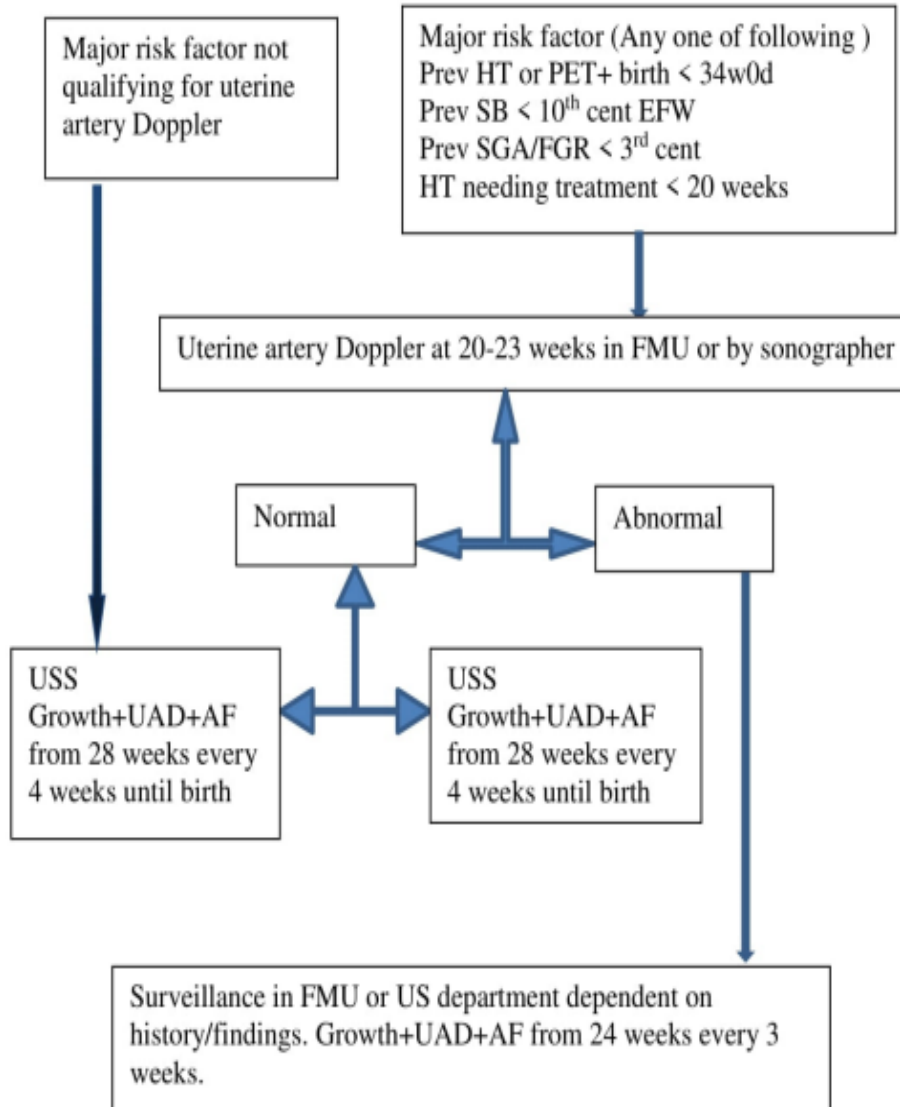 Major risk factor not
qualifying for uterine
artery Doppler
Major risk factor (Any one of following )
Prev HT or PET+ birth < 34w0d
Prev SB < 10th cent EFW
Prev SGA/FGR < 3rd cent
HT needing treatment < 20 weeks
Uterine artery Doppler at 20-23 weeks in FMU or by sonographer
Normal
Abnormal
USS
Growth+UAD+AF
from 28 weeks every
4 weeks until birth
USS
Growth+UAD+AF
from 28 weeks every
4 weeks until birth
Surveillance in FMU or US department dependent on
history/findings. Growth+UAD+AF from 24 weeks every 3
weeks.